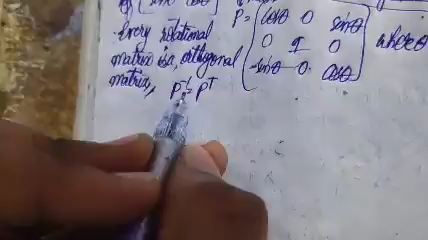 P = (cosθ 0 sinθ
Every rotational
0 1 0 where θ
matrix is a, orthogonal
-sinθ 0 cosθ)
matrix, P⁻¹ = Pᵀ